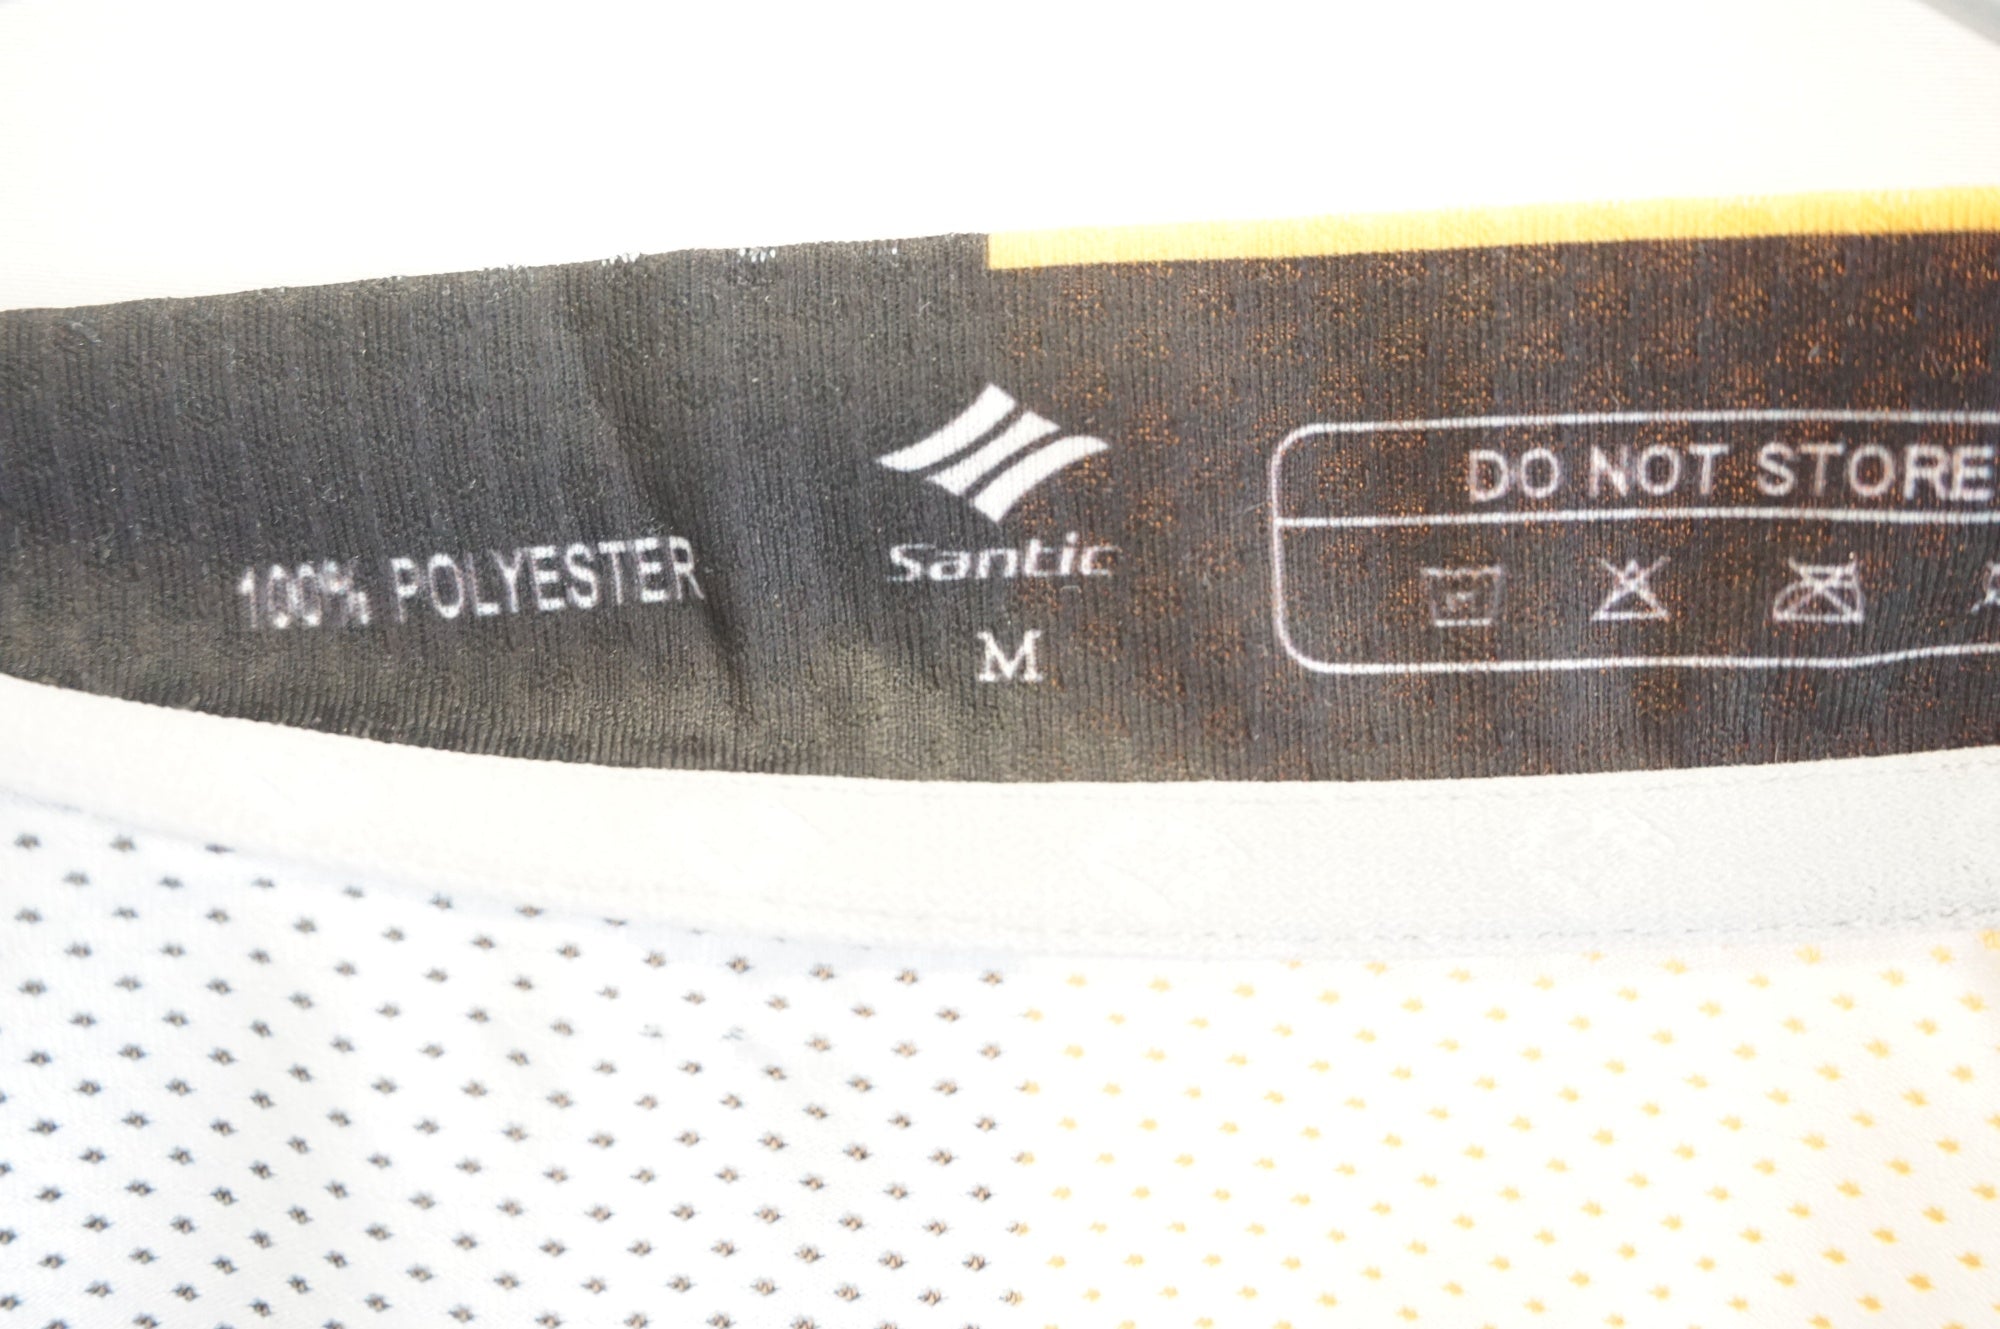 100% POLYESTER
Santic
M
DO NOT STORE